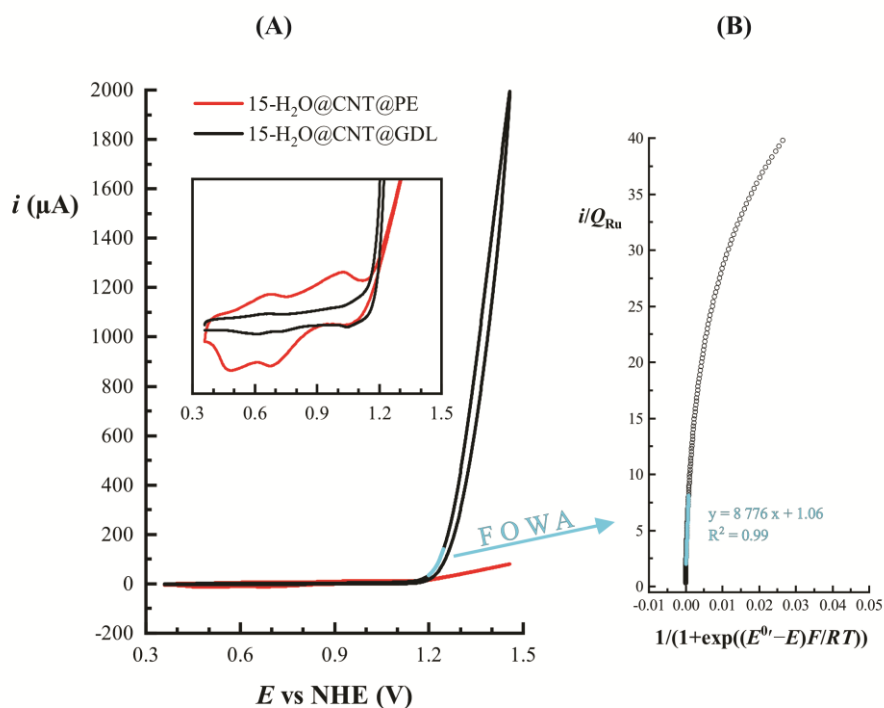 (A)
(B)
15-H₂O@CNT@PE
15-H₂O@CNT@GDL
i (μA)
2000
1800
1600
1400
1200
1000
800
600
400
200
0
-200
0.3 0.6 0.9 1.2 1.5
0.3 0.6 0.9 1.2 1.5
E vs NHE (V)
FOWA
i/Q_Ru
40
35
30
25
20
15
10
5
0
y = 8 776 x + 1.06
R² = 0.99
-0.01 0.00 0.01 0.02 0.03 0.04 0.05
1/(1+exp((E⁰′−E)F/RT))